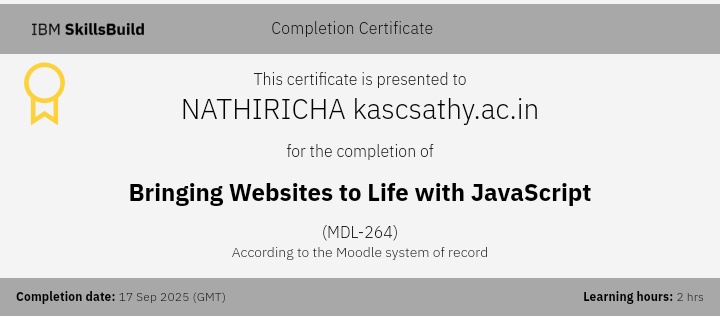 IBM SkillsBuild
Completion Certificate
This certificate is presented to
NATHIRICHA kascsathy.ac.in
for the completion of
Bringing Websites to Life with JavaScript
(MDL-264)
According to the Moodle system of record
Completion date: 17 Sep 2025 (GMT)
Learning hours: 2 hrs